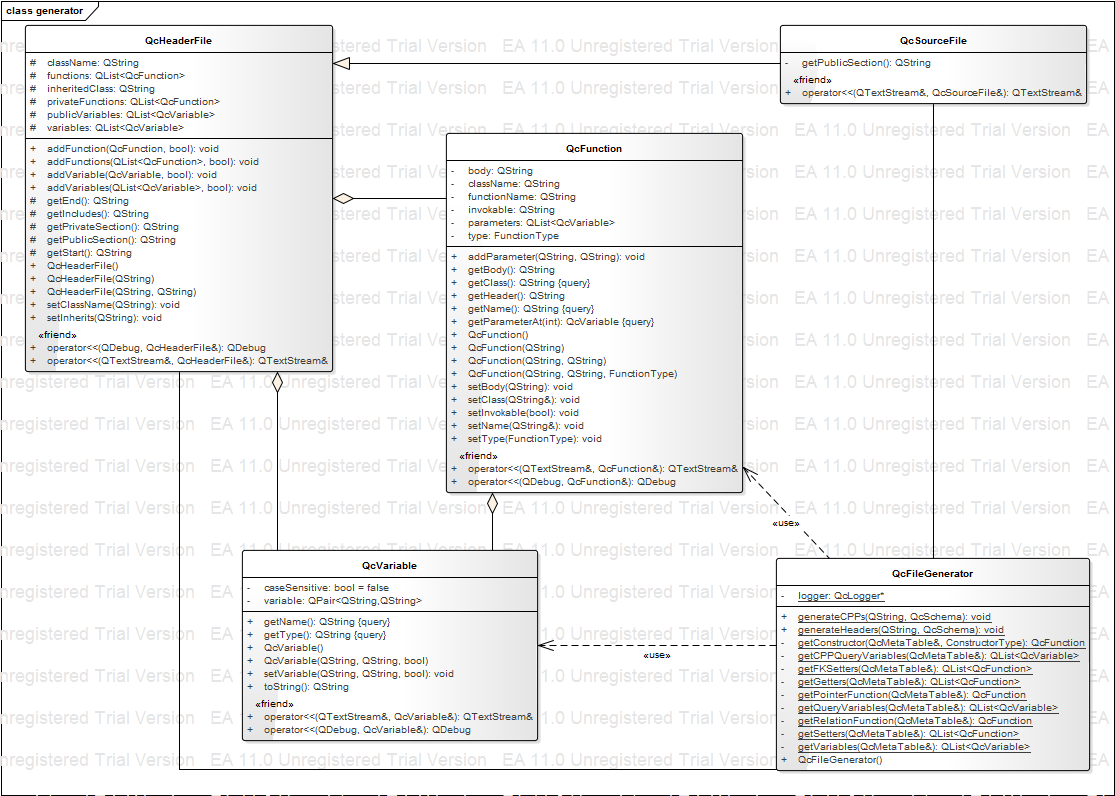 class generator
QcHeaderFile
# className: QString
# functions: QList<QcFunction>
# inheritedClass: QString
# privateFunctions: QList<QcFunction>
# publicVariables: QList<QcVariable>
# variables: QList<QcVariable>
+ addFunction(QcFunction, bool): void
+ addFunctions(QList<QcFunction>, bool): void
+ addVariable(QcVariable, bool): void
+ addVariables(QList<QcVariable>, bool): void
# getEnd(): QString
# getIncludes(): QString
# getPrivateSection(): QString
# getPublicSection(): QString
# getStart(): QString
+ QcHeaderFile()
+ QcHeaderFile(QString)
+ QcHeaderFile(QString, QString)
+ setClassName(QString): void
+ setInherits(QString): void
«friend»
+ operator<<(QDebug, QcHeaderFile&): QDebug
+ operator<<(QTextStream&, QcHeaderFile&): QTextStream&
QcSourceFile
- getPublicSection(): QString
«friend»
+ operator<<(QTextStream&, QcSourceFile&): QTextStream&
QcFunction
- body: QString
- className: QString
- functionName: QString
- invokable: QString
- parameters: QList<QcVariable>
- type: FunctionType
+ addParameter(QString, QString): void
+ getBody(): QString
+ getClass(): QString {query}
+ getHeader(): QString
+ getName(): QString {query}
+ getParameterAt(int): QcVariable {query}
+ QcFunction()
+ QcFunction(QString)
+ QcFunction(QString, QString)
+ QcFunction(QString, QString, FunctionType)
+ setBody(QString): void
+ setClass(QString&): void
+ setInvokable(bool): void
+ setName(QString&): void
+ setType(FunctionType): void
«friend»
+ operator<<(QTextStream&, QcFunction&): QTextStream&
+ operator<<(QDebug, QcFunction&): QDebug
«use»
QcVariable
- caseSensitive: bool = false
- variable: QPair<QString,QString>
+ getName(): QString {query}
+ getType(): QString {query}
+ QcVariable()
+ QcVariable(QString, QString, bool)
+ setVariable(QString, QString, bool): void
+ toString(): QString
«friend»
+ operator<<(QTextStream&, QcVariable&): QTextStream&
+ operator<<(QDebug, QcVariable&): QDebug
«use»
QcFileGenerator
- logger: QcLogger*
+ generateCPPs(QString, QcSchema): void
+ generateHeaders(QString, QcSchema): void
- getConstructor(QcMetaTable&, ConstructorType): QcFunction
- getCPPQueryVariables(QcMetaTable&): QList<QcVariable>
- getFKSetters(QcMetaTable&): QList<QcFunction>
- getGetters(QcMetaTable&): QList<QcFunction>
- getPointerFunction(QcMetaTable&): QcFunction
- getQueryVariables(QcMetaTable&): QList<QcVariable>
- getRelationFunction(QcMetaTable&): QcFunction
- getSetters(QcMetaTable&): QList<QcFunction>
- getVariables(QcMetaTable&): QList<QcVariable>
+ QcFileGenerator()
EA 11.0 Unregistered Trial Version